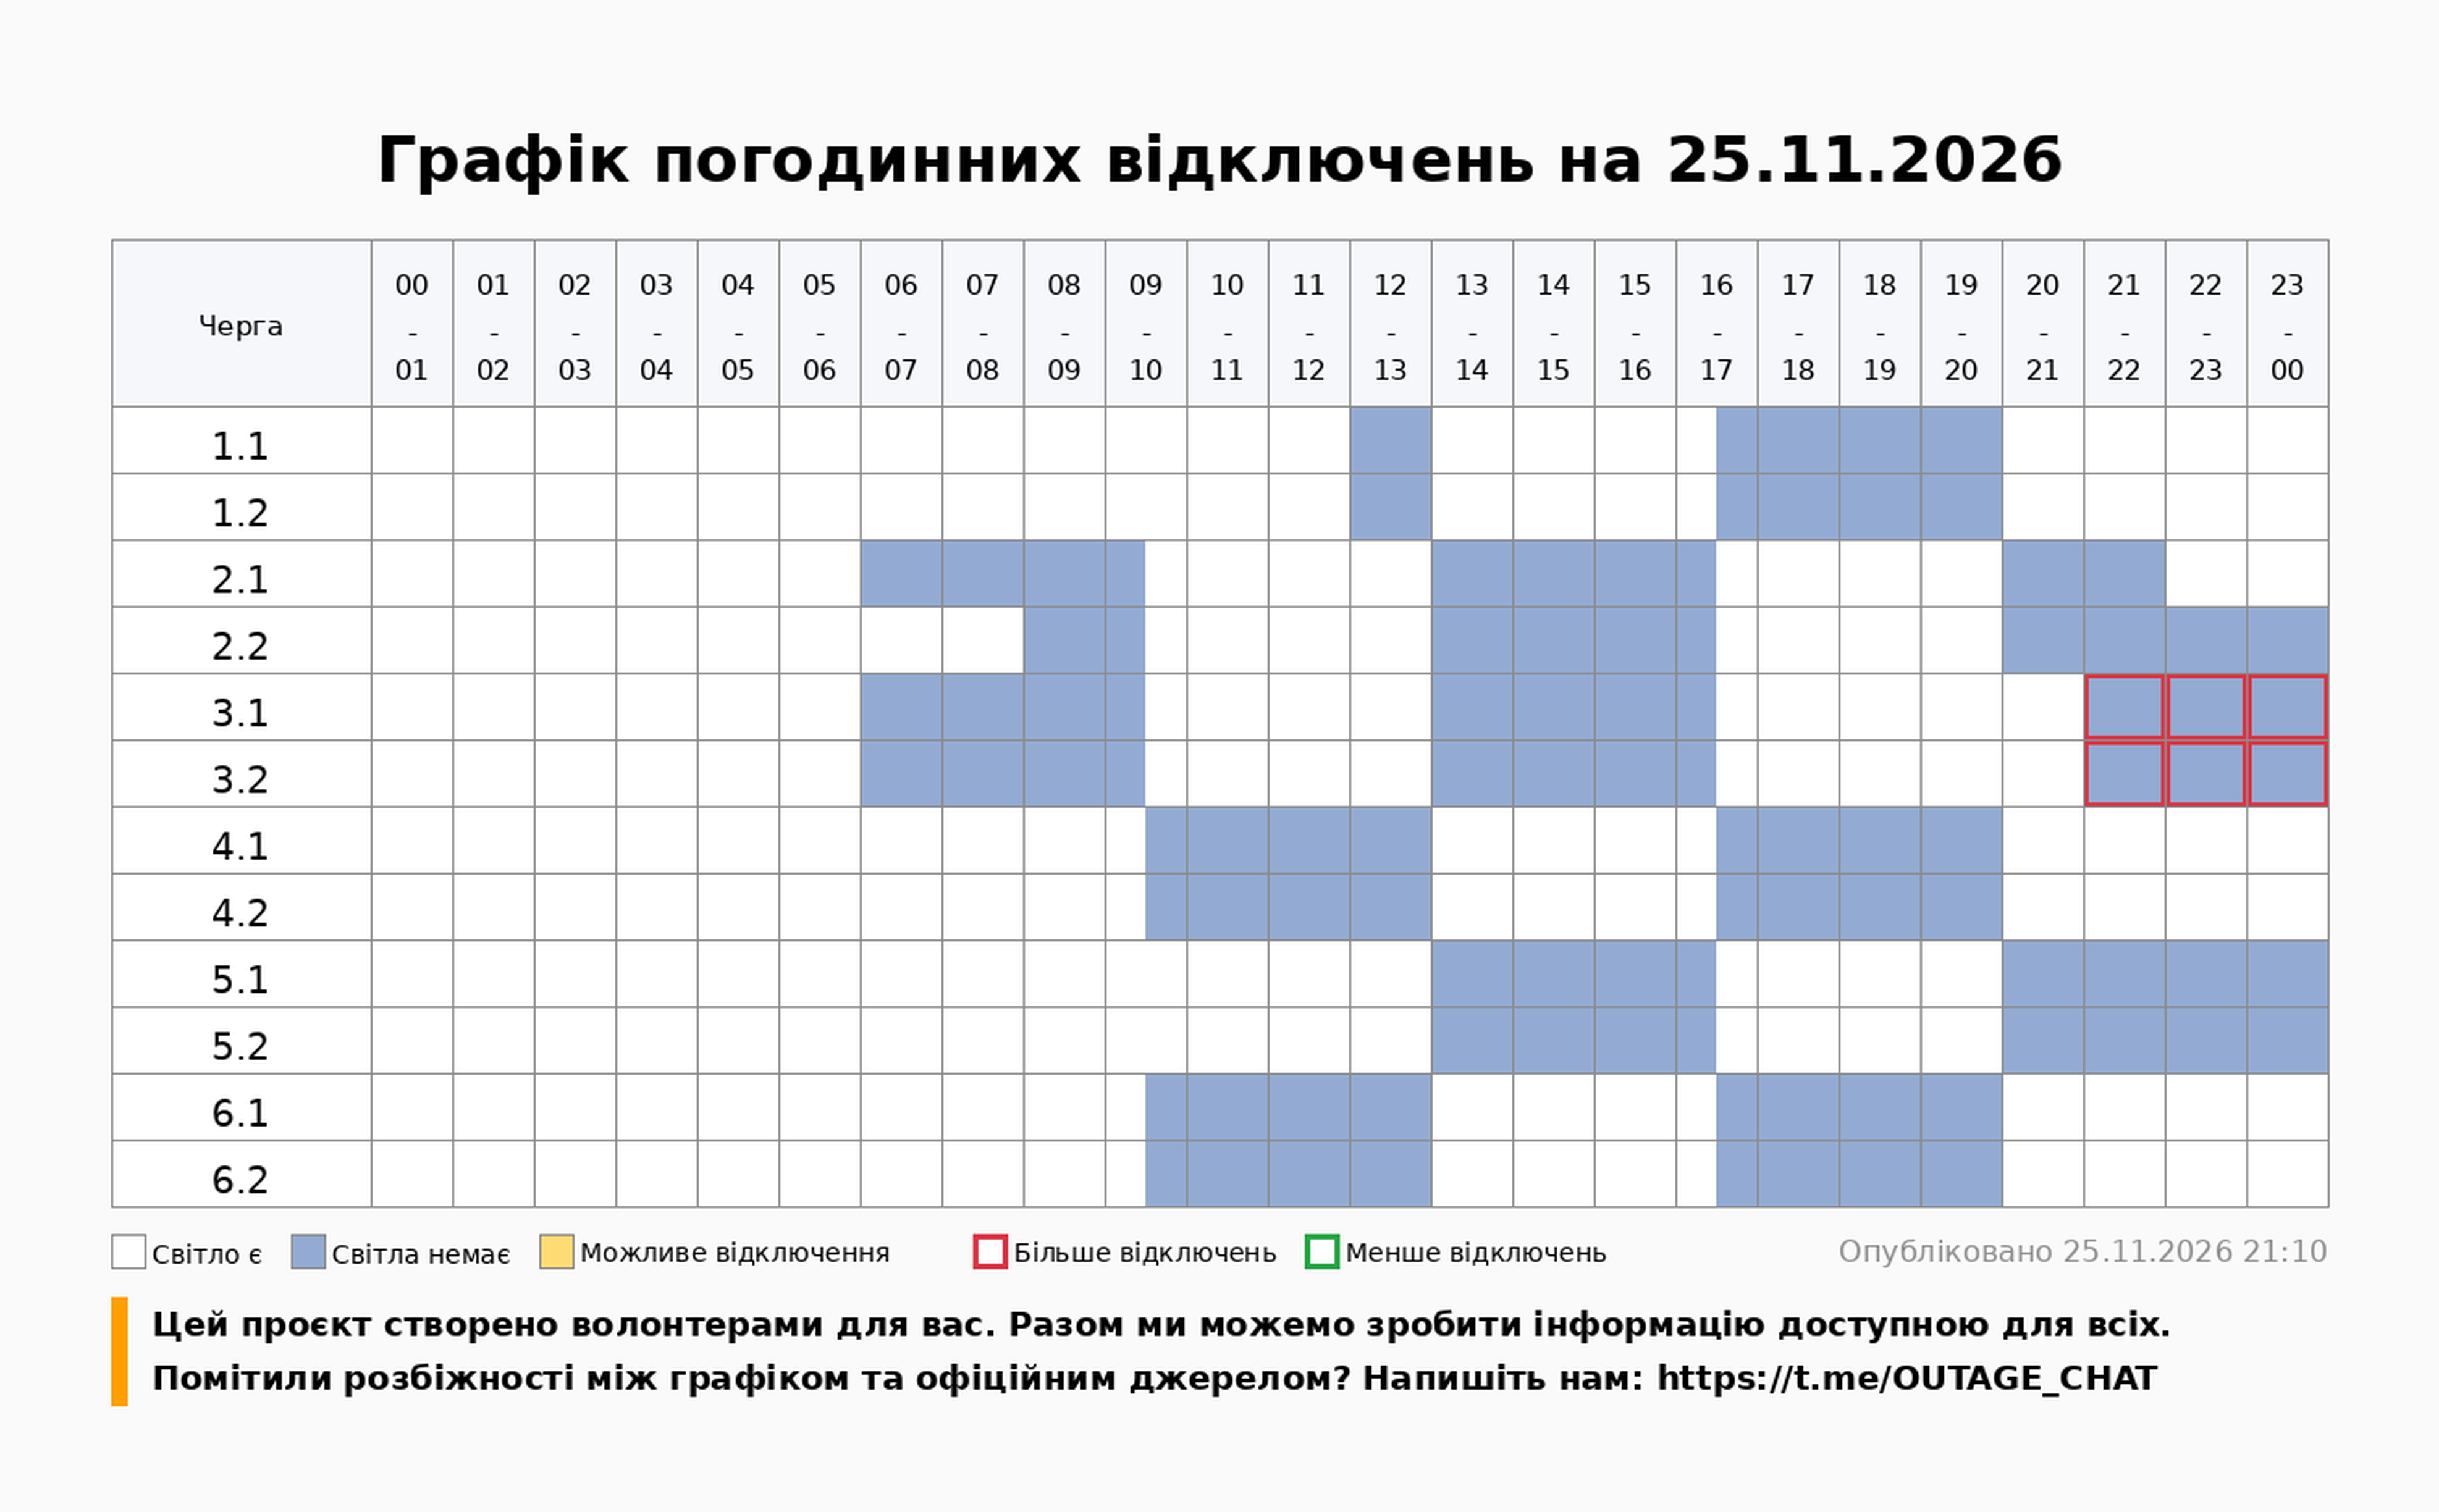 Графік погодинних відключень на 25.11.2026
Черга 00 - 01 01 - 02 02 - 03 03 - 04 04 - 05 05 - 06 06 - 07 07 - 08 08 - 09 09 - 10 10 - 11 11 - 12 12 - 13 13 - 14 14 - 15 15 - 16 16 - 17 17 - 18 18 - 19 19 - 20 20 - 21 21 - 22 22 - 23 23 - 00
1.1
1.2
2.1
2.2
3.1
3.2
4.1
4.2
5.1
5.2
6.1
6.2
Світло є Світла немає Можливе відключення Більше відключень Менше відключень Опубліковано 25.11.2026 21:10
Цей проєкт створено волонтерами для вас. Разом ми можемо зробити інформацію доступною для всіх.
Помітили розбіжності між графіком та офіційним джерелом? Напишіть нам: https://t.me/OUTAGE_CHAT